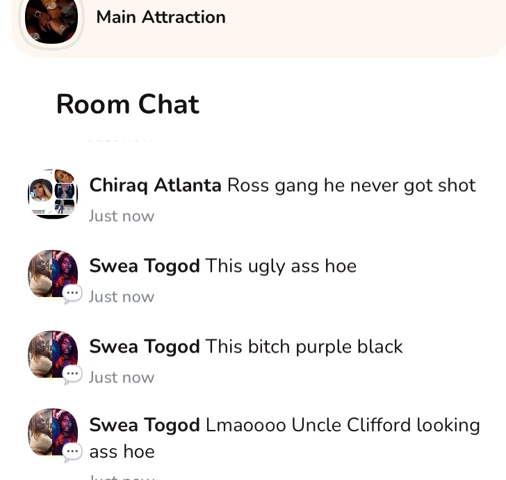 Main Attraction
Room Chat
Chiraq Atlanta Ross gang he never got shot
Just now
Swea Togod This ugly ass hoe
Just now
Swea Togod This bitch purple black
Just now
Swea Togod Lmaoooo Uncle Clifford looking
ass hoe
Just now